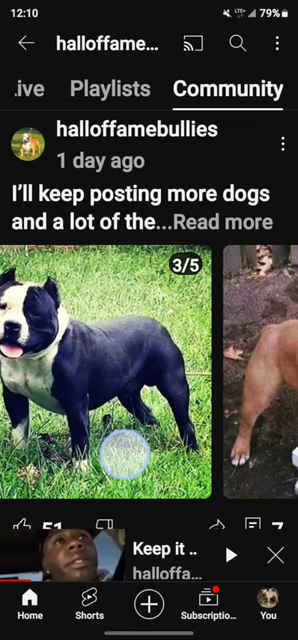 12:10
LTE+ 79%
halloffame...
.ive Playlists Community
halloffamebullies
1 day ago
I'll keep posting more dogs
and a lot of the...Read more
3/5
51
7
Keep it ..
halloffa...
Home Shorts Subscriptio... You